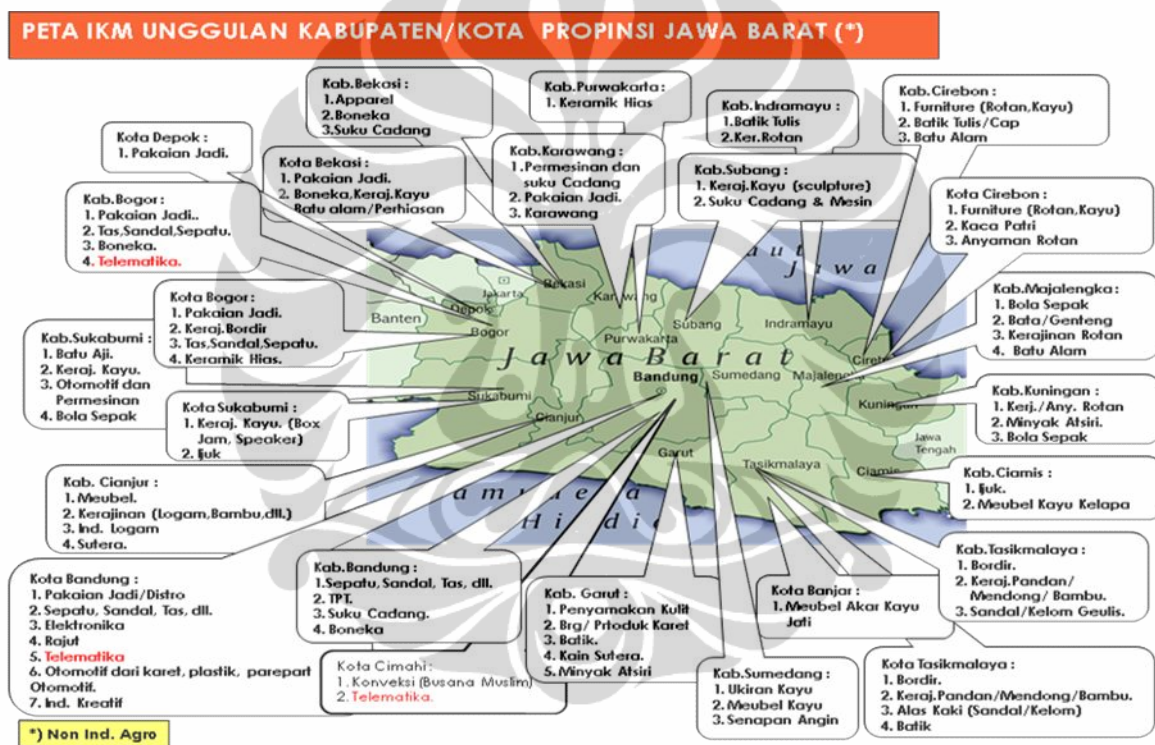 PETA IKM UNGGULAN KABUPATEN/KOTA PROPINSI JAWA BARAT (*)
Kab.Bekasi :
1.Apparel
2.Boneka
3.Suku Cadang
Kab.Purwakarta :
1. Keramik Hias
Kab.Indramayu :
1.Batik Tulis
2.Ker.Rotan
Kab.Cirebon :
1. Furniture (Rotan,Kayu)
2. Batik Tulis/Cap
3. Batu Alam
Kota Depok :
1. Pakaian Jadi.
Kota Bekasi :
1. Pakaian Jadi.
2. Boneka,Keraj.Kayu
Batu alam/Perhiasan
Kab.Karawang :
1.Permesinan dan
suku Cadang
2. Pakaian Jadi.
3. Karawang
Kab.Subang :
1. Keraj.Kayu (sculpture)
2. Suku Cadang & Mesin
Kota Cirebon :
1. Furniture (Rotan,Kayu)
2. Kaca Patri
3. Anyaman Rotan
Kab.Bogor :
1. Pakaian Jadi..
2. Tas,Sandal,Sepatu.
3. Boneka.
4. Telematika.
Kota Bogor :
1. Pakaian Jadi.
2. Keraj.Bordir
3. Tas,Sandal,Sepatu.
4. Keramik Hias.
Kab.Majalengka :
1. Bola Sepak
2. Bata/Genteng
3. Kerajinan Rotan
4. Batu Alam
Kab.Sukabumi :
1. Batu Aji.
2. Keraj. Kayu.
3. Otomotif dan
Permesinan
4. Bola Sepak
Kota Sukabumi :
1. Keraj. Kayu. (Box
Jam, Speaker)
2. Ijuk
Kab.Kuningan :
1. Kerj./Any. Rotan
2. Minyak Atsiri.
3. Bola Sepak
aut
Jawa
Bekasi
Jakarta
Banten
Depok
Bogor
Purwakarta
Subang
Indramayu
Jawa Barat
Bandung
Sumedang
Majalengka
Sukabumi
Cianjur
Kuningan
Garut
Tasikmalaya
Ciamis
Jawa
Tengah
Kab. Cianjur :
1. Meubel.
2. Kerajinan (Logam,Bambu,dll.)
3. Ind. Logam
4. Sutera.
Kab.Ciamis :
1. Ijuk.
2. Meubel Kayu Kelapa
Kab.Tasikmalaya :
1. Bordir.
2. Keraj.Pandan/
Mendong/ Bambu.
3. Sandal/Kelom Geulis.
Kota Bandung :
1. Pakaian Jadi/Distro
2. Sepatu, Sandal, Tas, dll.
3. Elektronika
4. Rajut
5. Telematika
6. Otomotif dari karet, plastik, parepart
Otomotif.
7. Ind. Kreatif
Kab.Bandung :
1.Sepatu, Sandal, Tas, dll.
2. TPT.
3. Suku Cadang.
4. Boneka
Kota Cimahi :
1. Konveksi (Busana Muslim)
2. Telematika.
Kab. Garut :
1. Penyamakan Kulit
2. Brg/ Prtoduk Karet
3. Batik.
4. Kain Sutera.
5. Minyak Atsiri
Kota Banjar :
1. Meubel Akar Kayu
Jati
Kab.Sumedang :
1. Ukiran Kayu
2. Meubel Kayu
3. Senapan Angin
Kota Tasikmalaya :
1. Bordir.
2. Keraj.Pandan/Mendong/Bambu.
3. Alas Kaki (Sandal/Kelom)
4. Batik
*) Non Ind. Agro